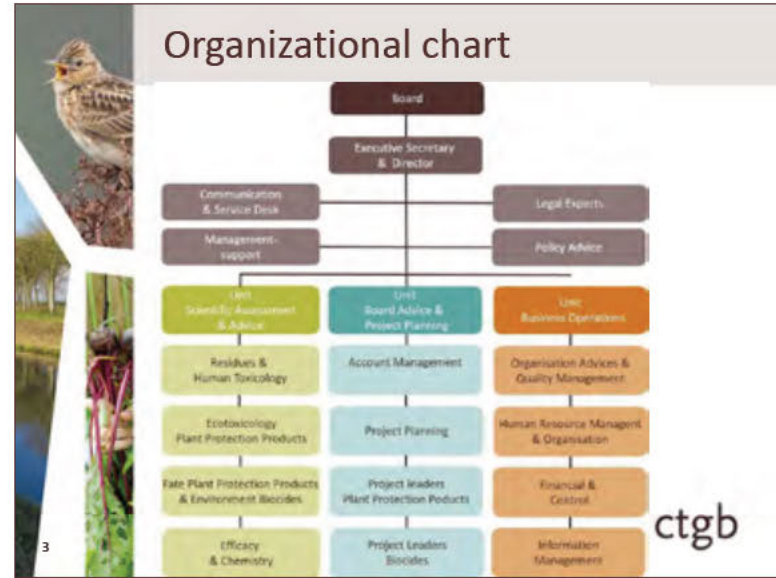 Organizational chart
Board
Executive Secretary
& Director
Communication
& Service Desk
Legal Experts
Management-
support
Policy Advice
Unit
Scientific Assessment
& Advice
Unit
Board Advice &
Project Planning
Unit
Business Operations
Residues &
Human Toxicology
Account Management
Organisation Advices &
Quality Management
Ecotoxicology
Plant Protection Products
Project Planning
Human Resource Managent
& Organisation
Fate Plant Protection Products
& Environment Biocides
Project leaders
Plant Protection Poducts
Financial &
Control
Efficacy
& Chemistry
Project Leaders
Biocides
Information
Management
ctgb
3